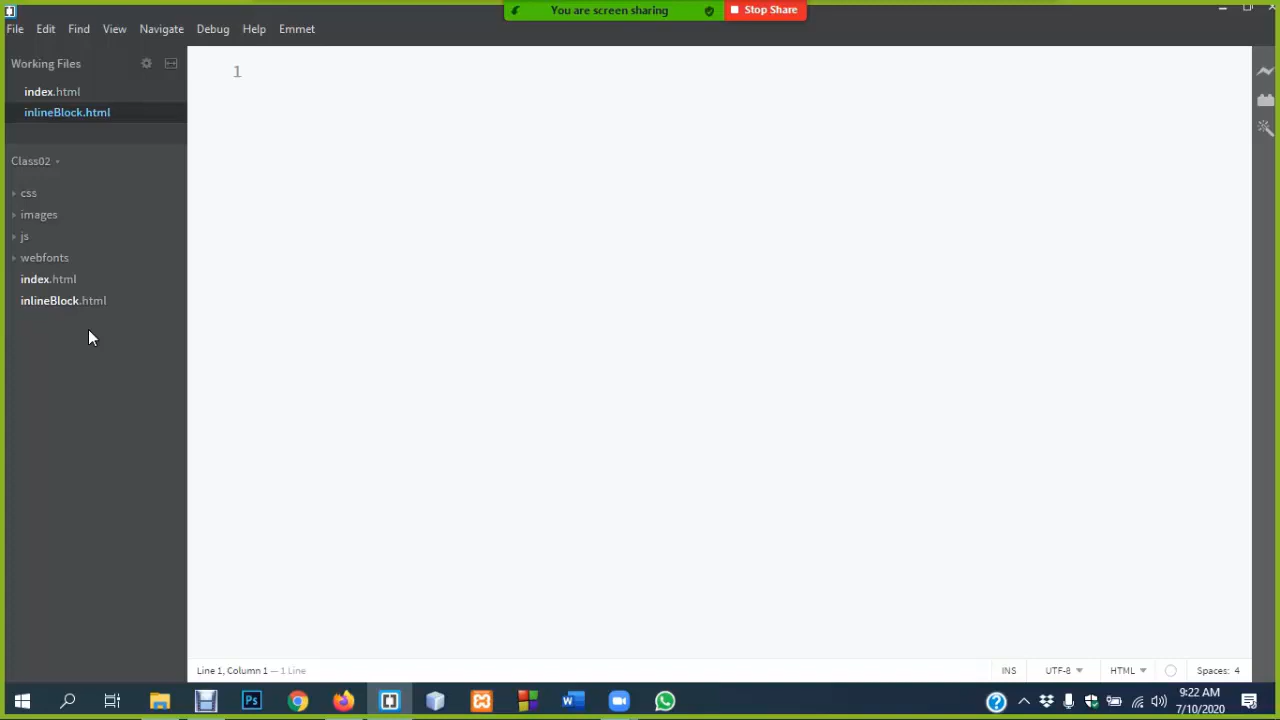 You are screen sharing
Stop Share
File Edit Find View Navigate Debug Help Emmet
Working Files
index.html
inlineBlock.html
Class02
css
images
js
webfonts
index.html
inlineBlock.html
1
Line 1, Column 1 — 1 Line
INS UTF-8 HTML Spaces: 4
9:22 AM
7/10/2020